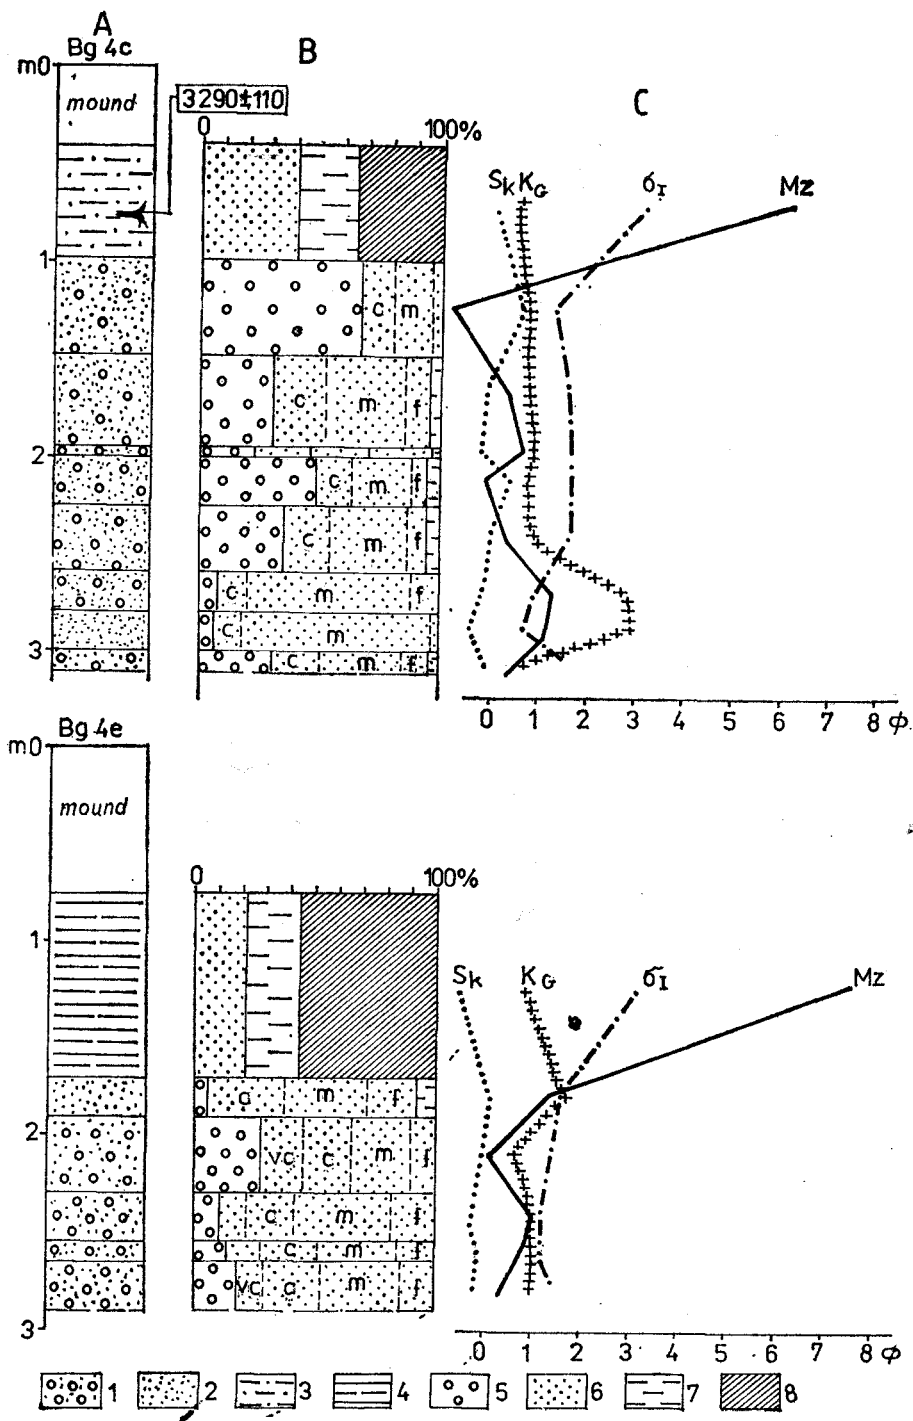 A
Bg 4c
B
m0
mound
3290±110
C
0
100%
Sk KG σI Mz
1
c m
c m f
2
c m f
c m f
c m f
c m
3
c m f
0 1 2 3 4 5 6 7 8 φ
Bg 4e
m0
mound
0
100%
1
Sk KG σI Mz
c m f
2
vc c m f
c m f
c m f
vc c m f
3
0 1 2 3 4 5 6 7 8 φ
1 2 3 4 5 6 7 8